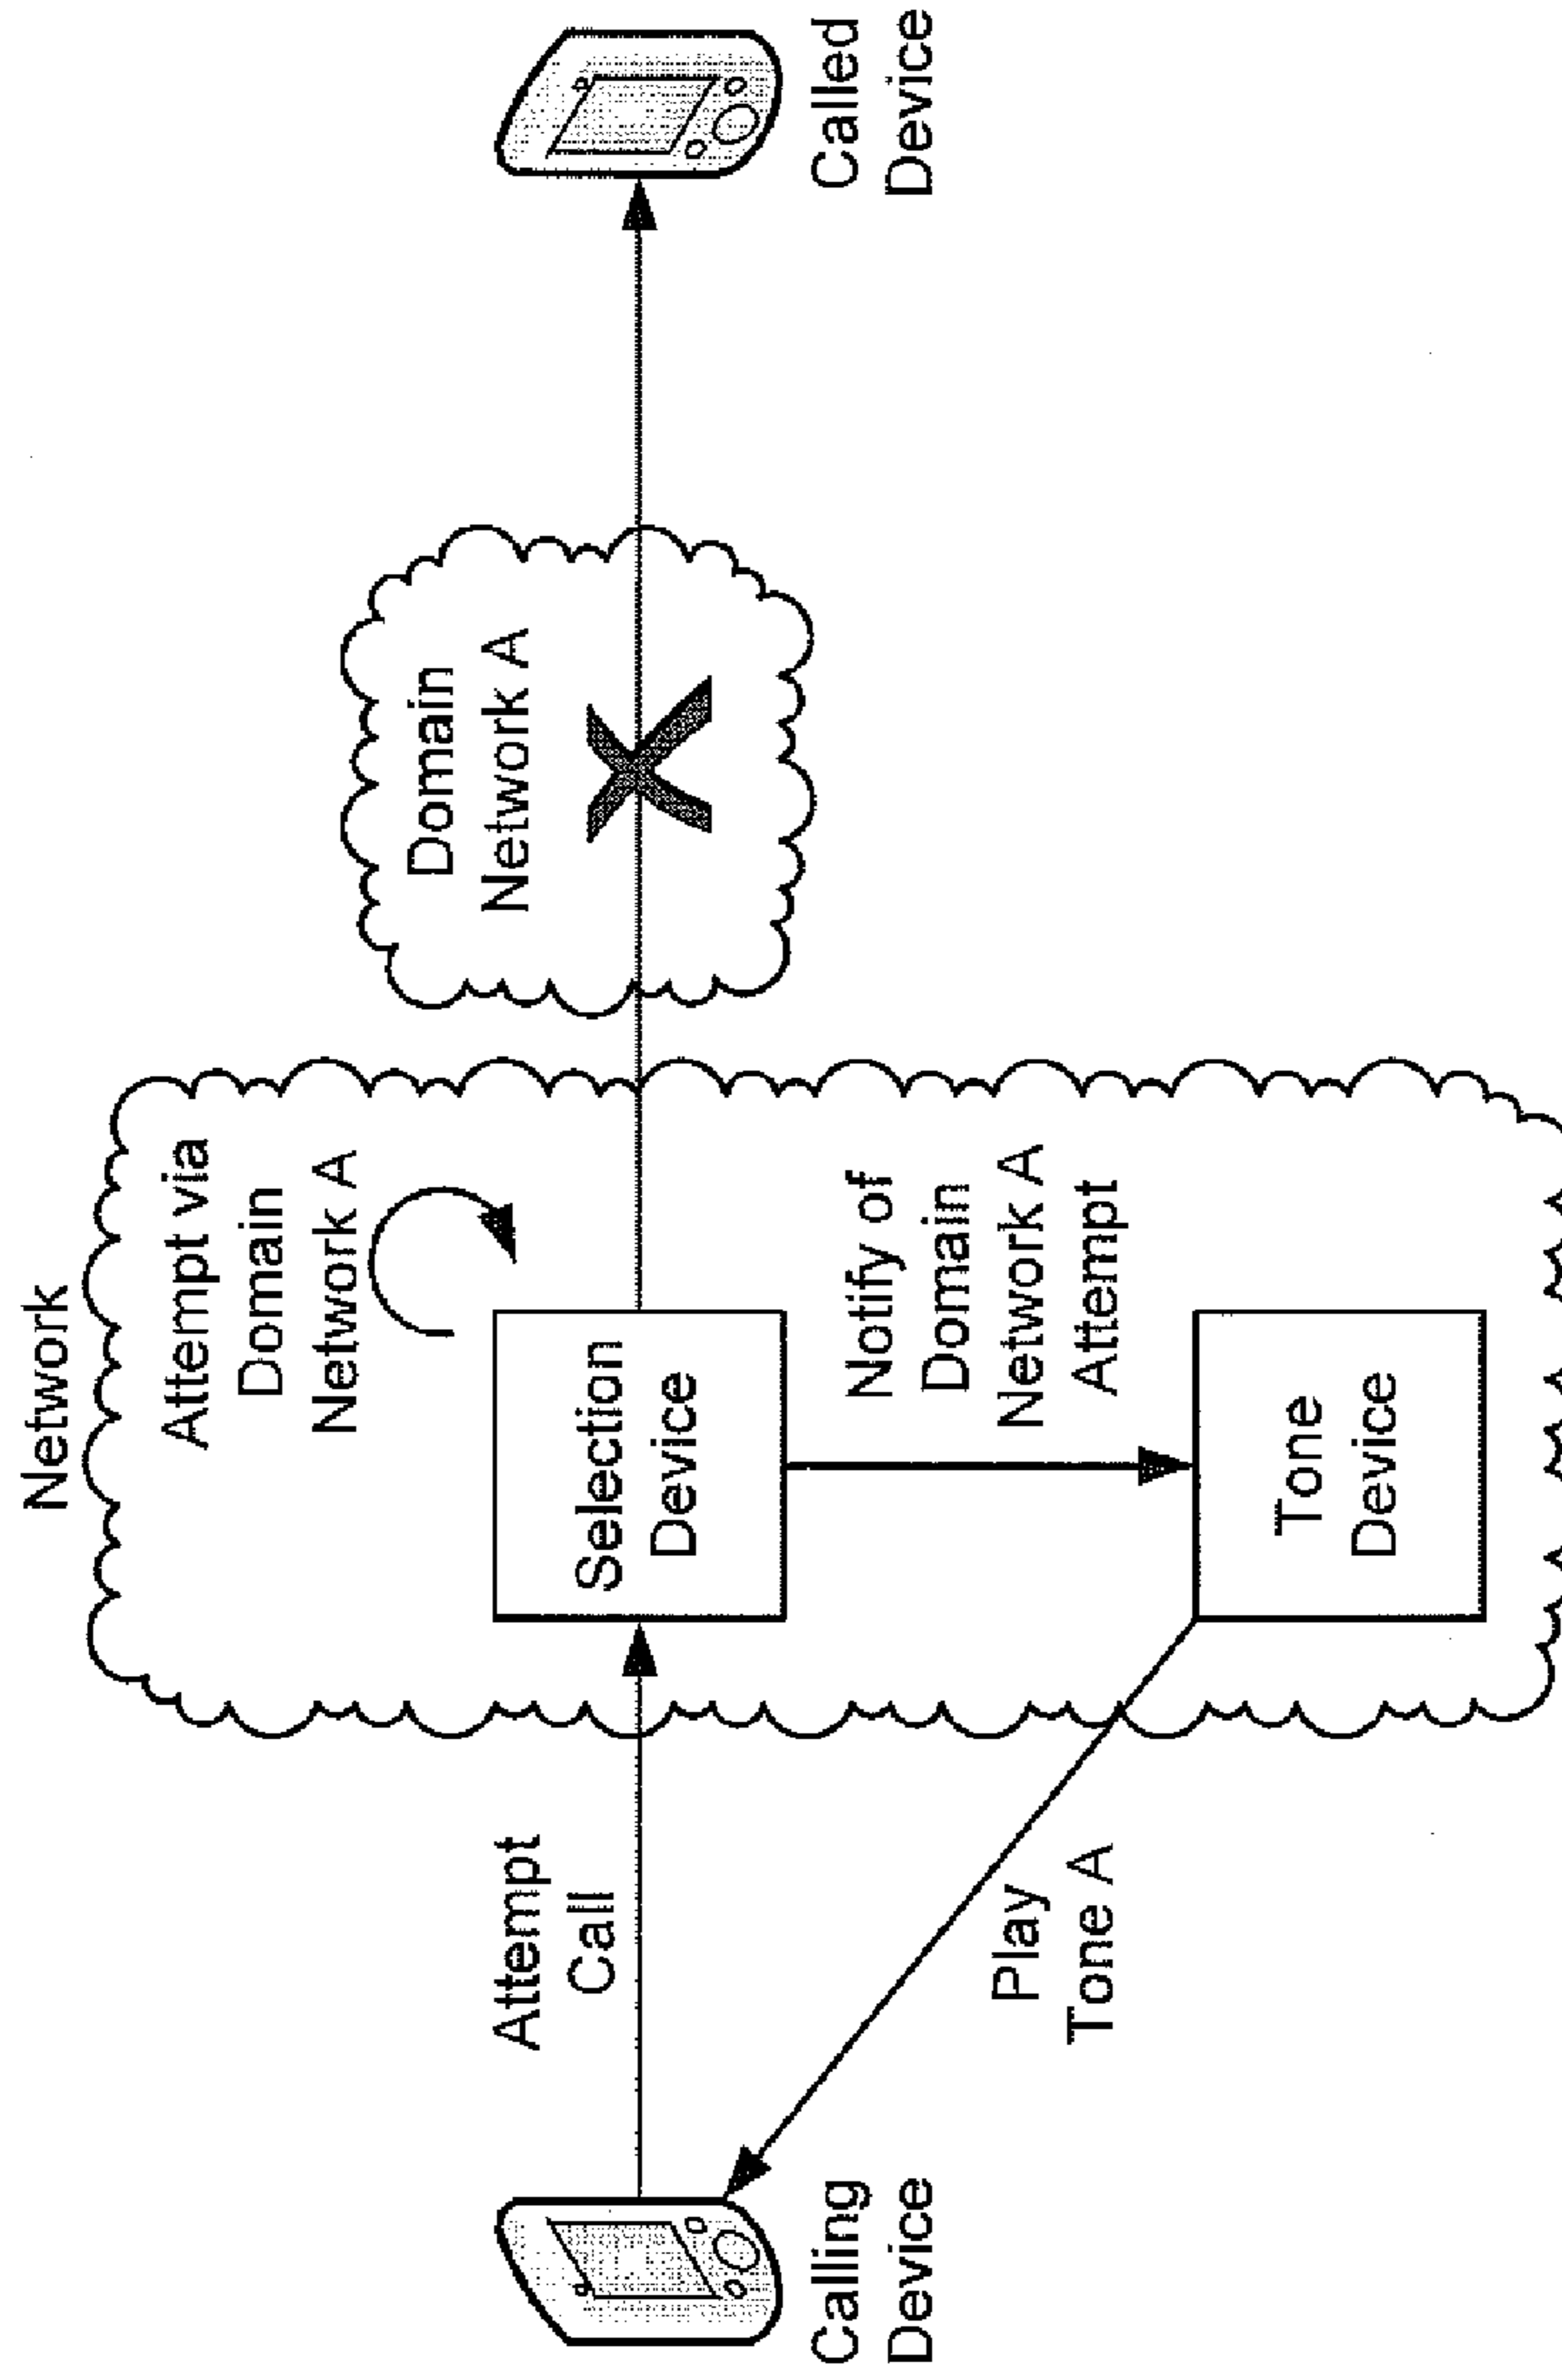 Network
Attempt via
Domain
Network A
Domain
Network A
Attempt
Call
Selection
Device
Calling
Device
Called
Device
Notify of
Domain
Network A
Attempt
Play
Tone A
Tone
Device